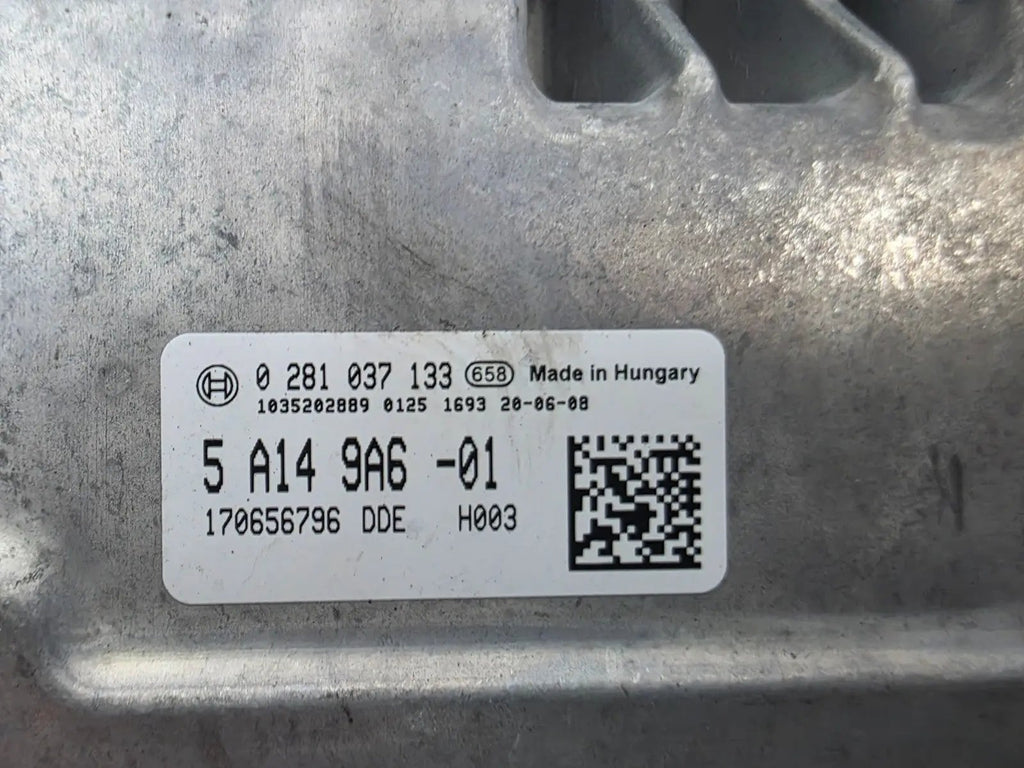 0 281 037 133 658 Made in Hungary
1035202889 0125 1693 20-06-08
5 A14 9A6 -01
170656796 DDE H003